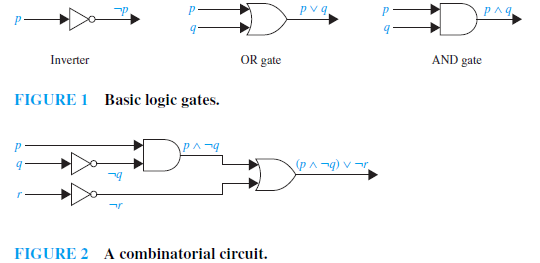 p ¬p p p ∨ q p p ∧ q
q q
Inverter OR gate AND gate
FIGURE 1 Basic logic gates.
p p ∧ ¬q
q (p ∧ ¬q) ∨ ¬r
¬q
r
¬r
FIGURE 2 A combinatorial circuit.